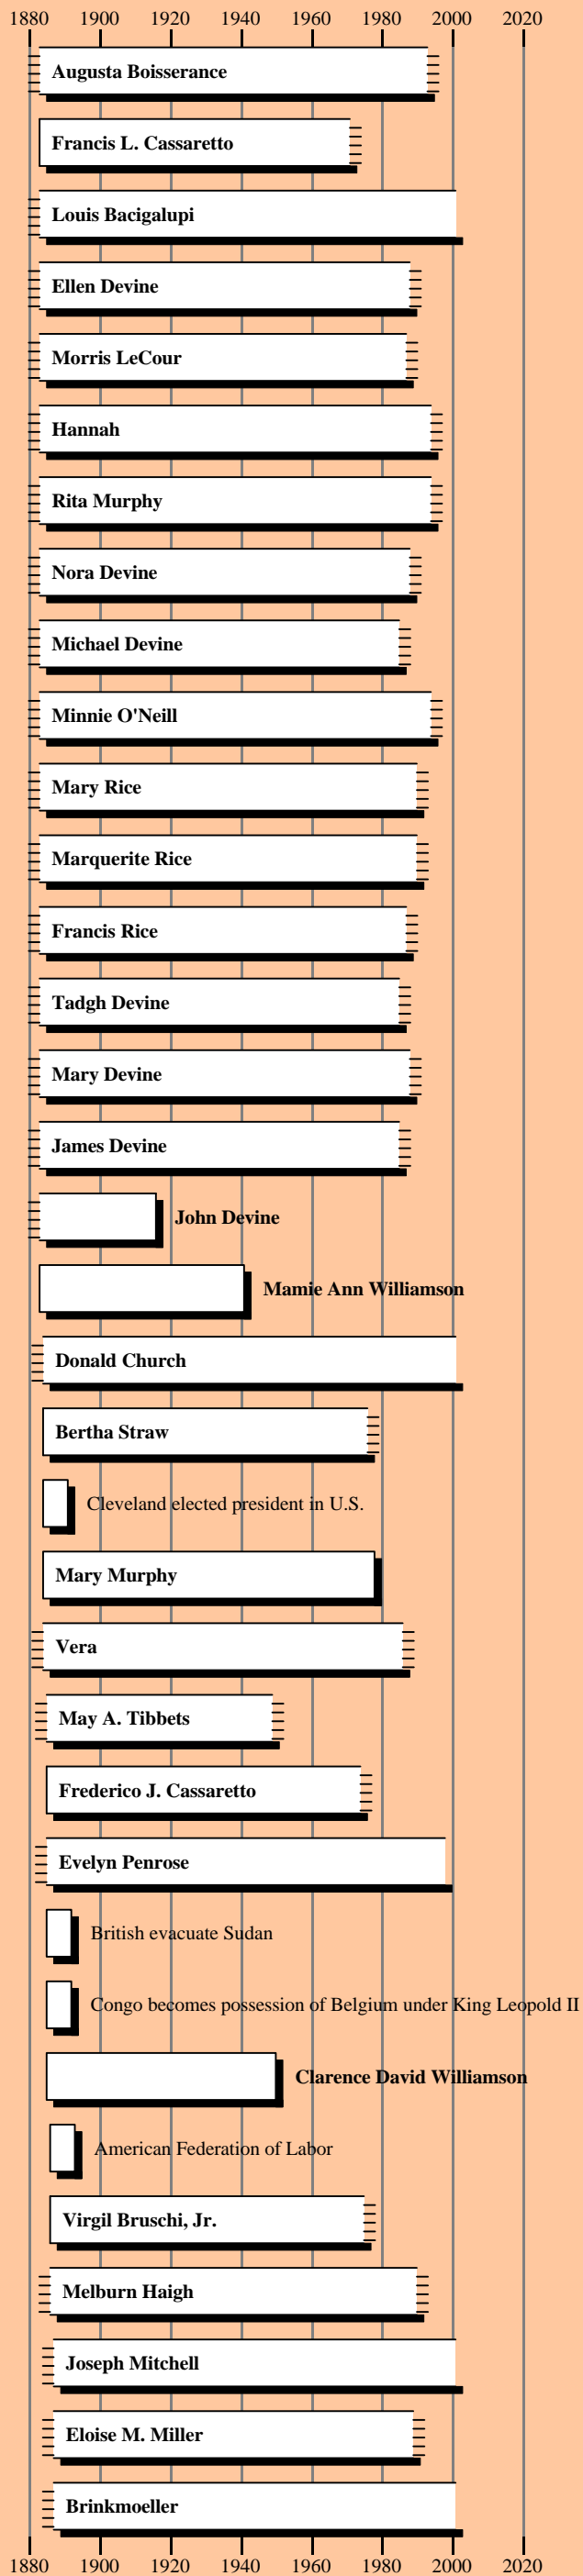 1880 1900 1920 1940 1960 1980 2000 2020
Augusta Boisserance
Francis L. Cassaretto
Louis Bacigalupi
Ellen Devine
Morris LeCour
Hannah
Rita Murphy
Nora Devine
Michael Devine
Minnie O'Neill
Mary Rice
Marquerite Rice
Francis Rice
Tadgh Devine
Mary Devine
James Devine
John Devine
Mamie Ann Williamson
Donald Church
Bertha Straw
Cleveland elected president in U.S.
Mary Murphy
Vera
May A. Tibbets
Frederico J. Cassaretto
Evelyn Penrose
British evacuate Sudan
Congo becomes possession of Belgium under King Leopold II
Clarence David Williamson
American Federation of Labor
Virgil Bruschi, Jr.
Melburn Haigh
Joseph Mitchell
Eloise M. Miller
Brinkmoeller
1880 1900 1920 1940 1960 1980 2000 2020